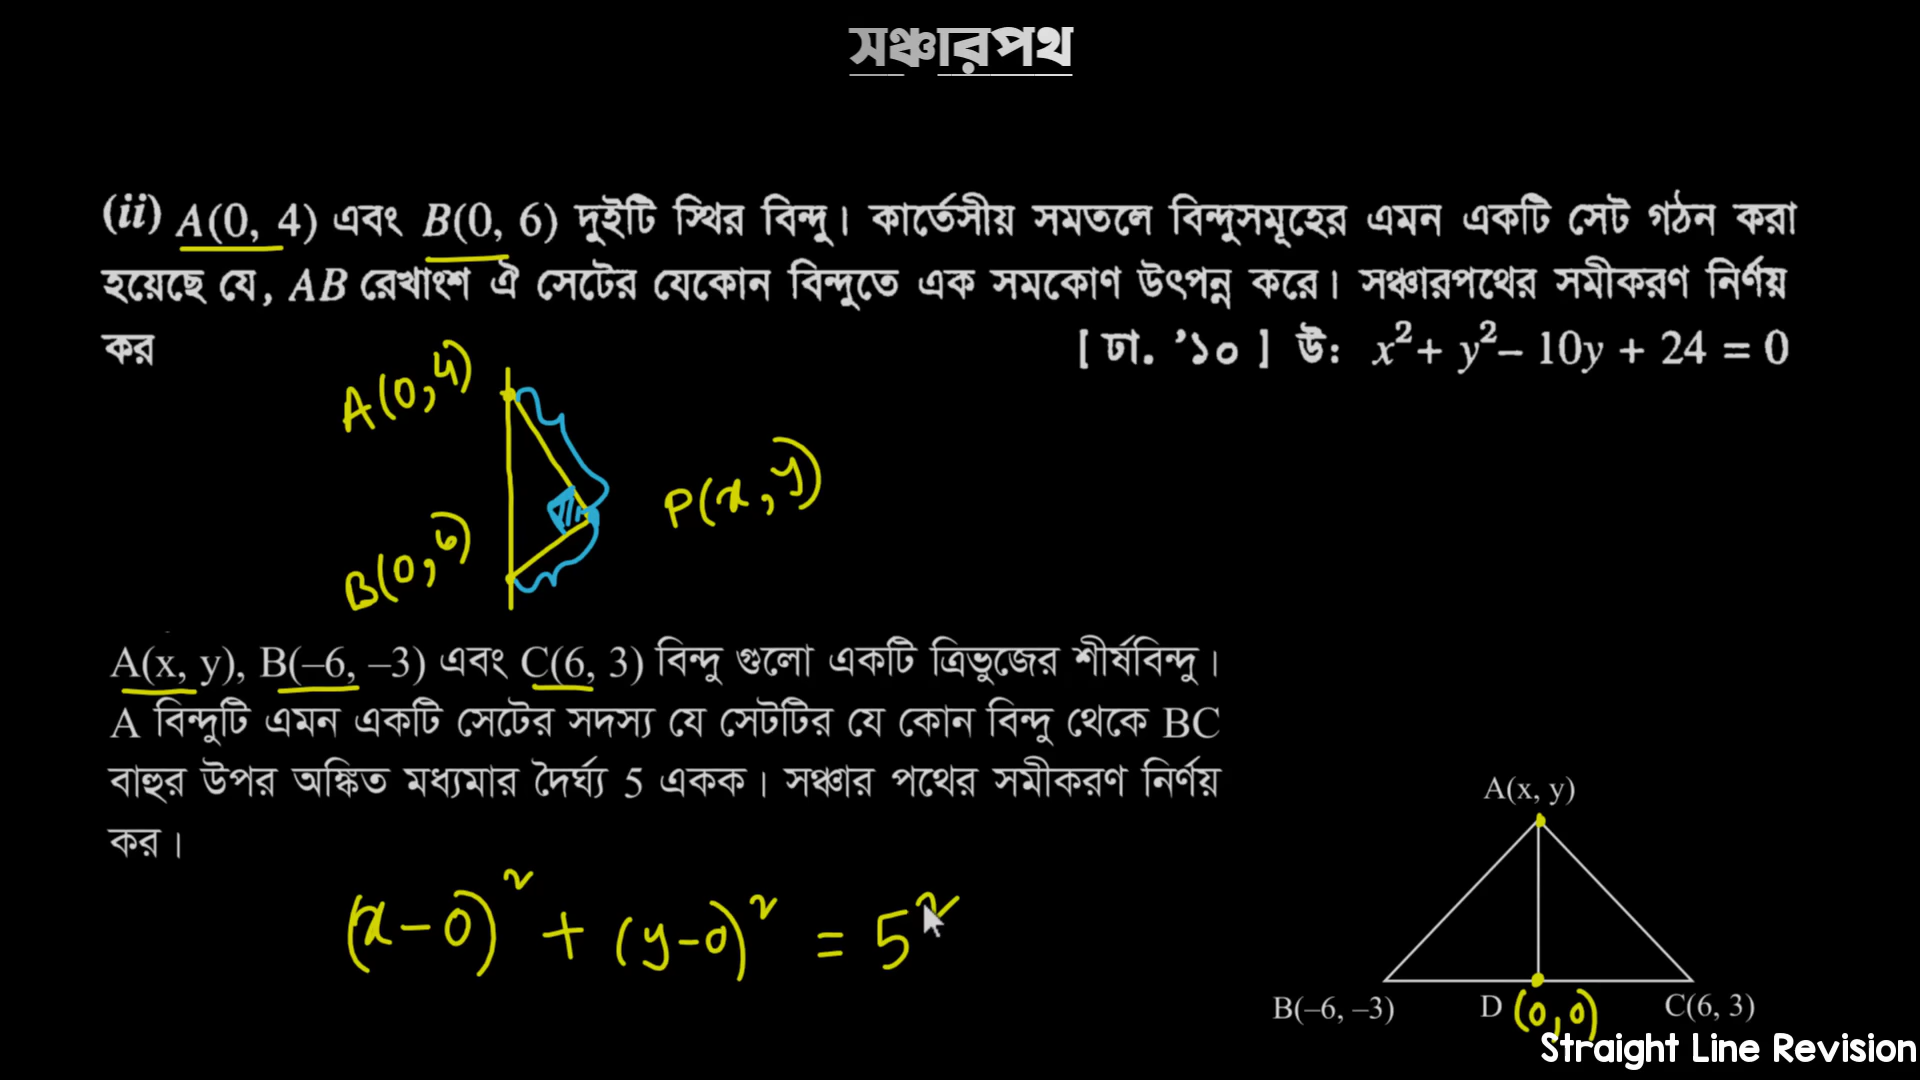 সঞ্চারপথ
(ii) A(0, 4) এবং B(0, 6) দুইটি স্থির বিন্দু। কার্তেসীয় সমতলে বিন্দুসমূহের এমন একটি সেট গঠন করা
হয়েছে যে, AB রেখাংশ ঐ সেটের যেকোন বিন্দুতে এক সমকোণ উৎপন্ন করে। সঞ্চারপথের সমীকরণ নির্ণয়
কর [ ঢা. ’১০ ] উঃ x²+ y²– 10y + 24 = 0
A(0,4)
P(x,y)
B(0,6)
A(x, y), B(–6, –3) এবং C(6, 3) বিন্দু গুলো একটি ত্রিভুজের শীর্ষবিন্দু।
A বিন্দুটি এমন একটি সেটের সদস্য যে সেটটির যে কোন বিন্দু থেকে BC
বাহুর উপর অঙ্কিত মধ্যমার দৈর্ঘ্য 5 একক। সঞ্চার পথের সমীকরণ নির্ণয়
কর।
A(x, y)
(x-0)² + (y-0)² = 5²
B(–6, –3) D (0,0) C(6, 3)
Straight Line Revision